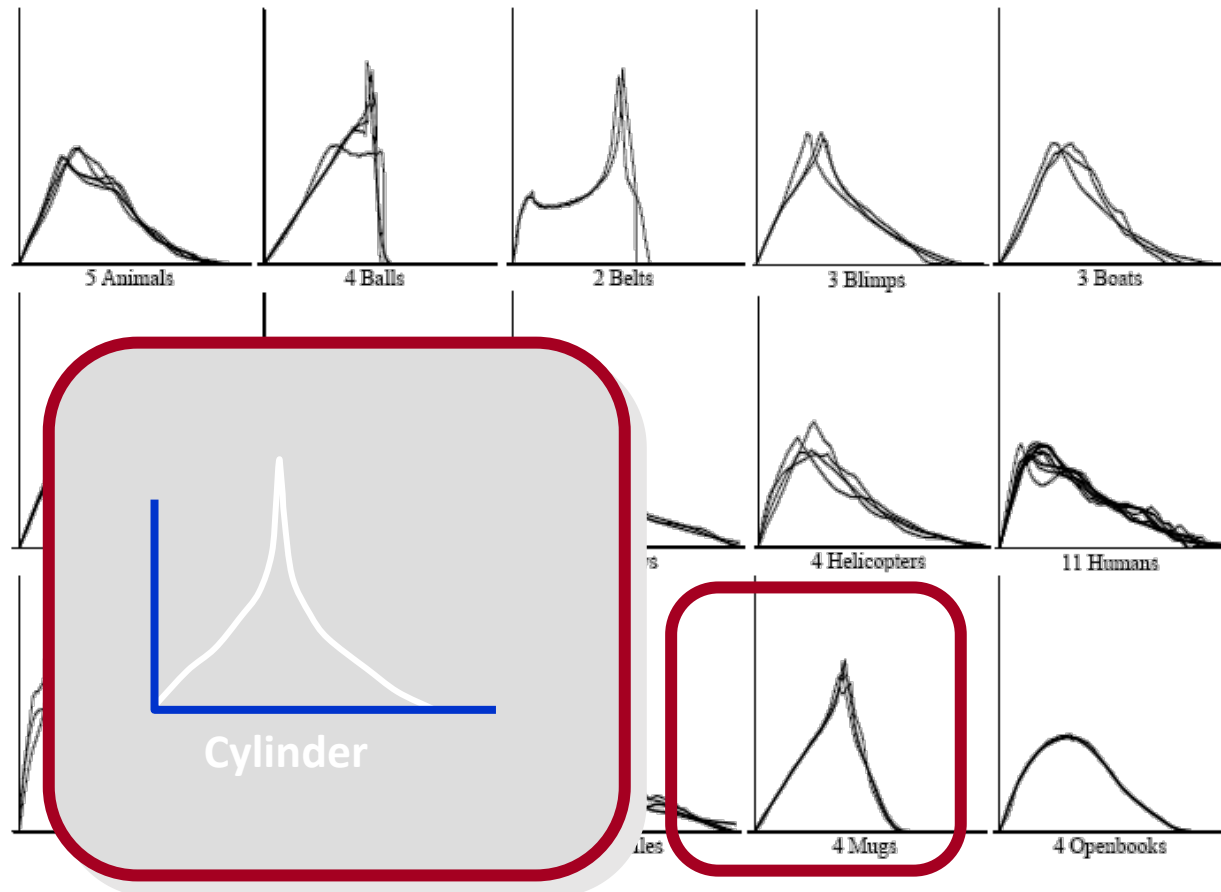 5 Animals
4 Balls
2 Belts
3 Blimps
3 Boats
4 Helicopters
11 Humans
Cylinder
4 Mugs
4 Openbooks